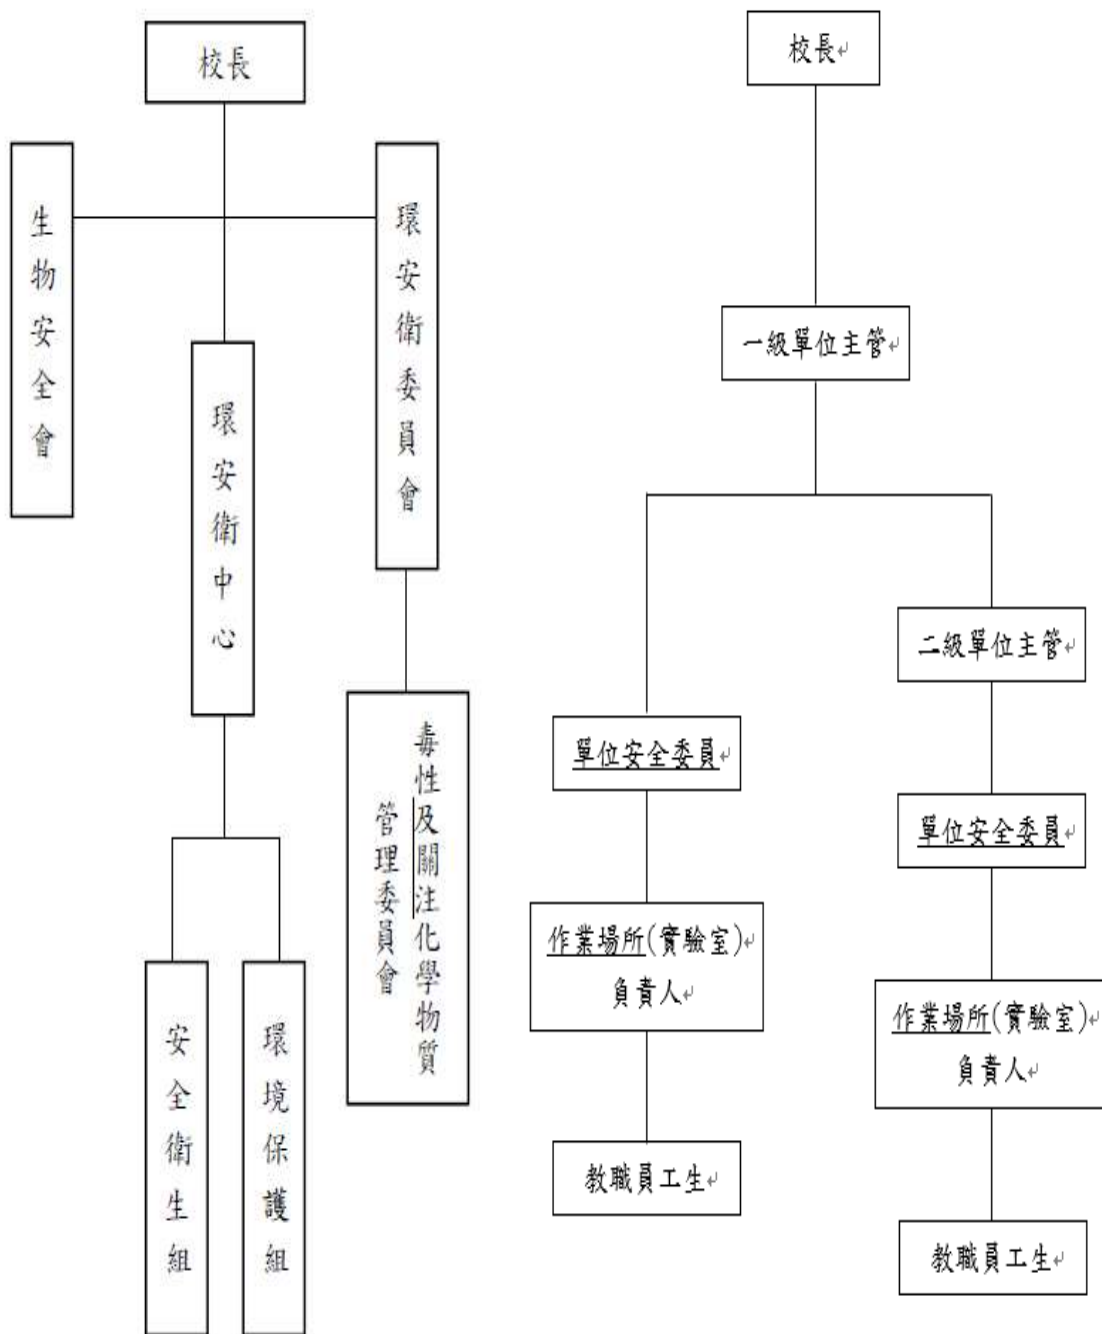 校長
生物安全會
環安衛委員會
環安衛中心
毒性及關注化學物質
管理委員會
安全衛生組
環境保護組
校長
一級單位主管
二級單位主管
單位安全委員
單位安全委員
作業場所(實驗室)
負責人
作業場所(實驗室)
負責人
教職員工生
教職員工生